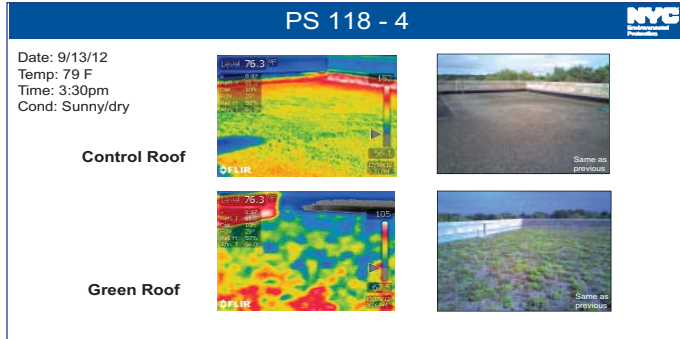 PS 118 - 4
NYC
Environmental
Protection
Date: 9/13/12
Temp: 79 F
Time: 3:30pm
Cond: Sunny/dry
Control Roof
Level 76.3 °F
FLIR
Same as
previous
Green Roof
Level 76.3 °F
105
FLIR
Same as
previous